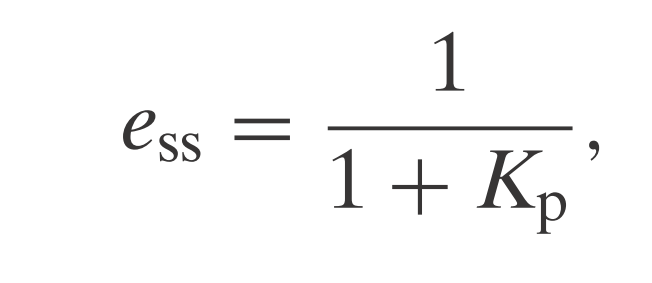 e_ss = 1 / (1 + K_p),